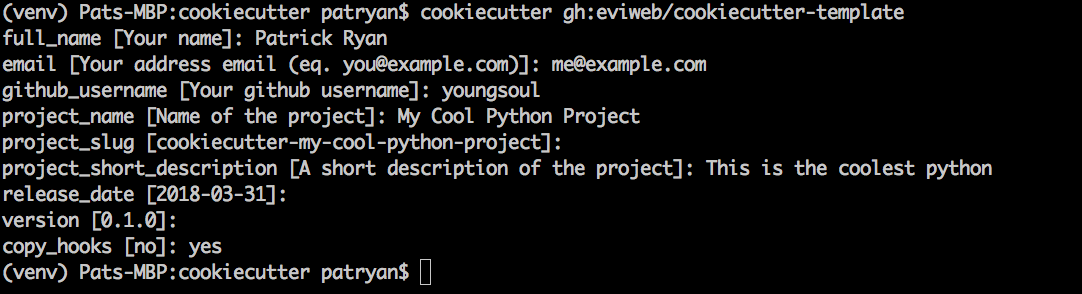 (venv) Pats-MBP:cookiecutter patryan$ cookiecutter gh:eviweb/cookiecutter-template
full_name [Your name]: Patrick Ryan
email [Your address email (eq. you@example.com)]: me@example.com
github_username [Your github username]: youngsoul
project_name [Name of the project]: My Cool Python Project
project_slug [cookiecutter-my-cool-python-project]:
project_short_description [A short description of the project]: This is the coolest python
release_date [2018-03-31]:
version [0.1.0]:
copy_hooks [no]: yes
(venv) Pats-MBP:cookiecutter patryan$